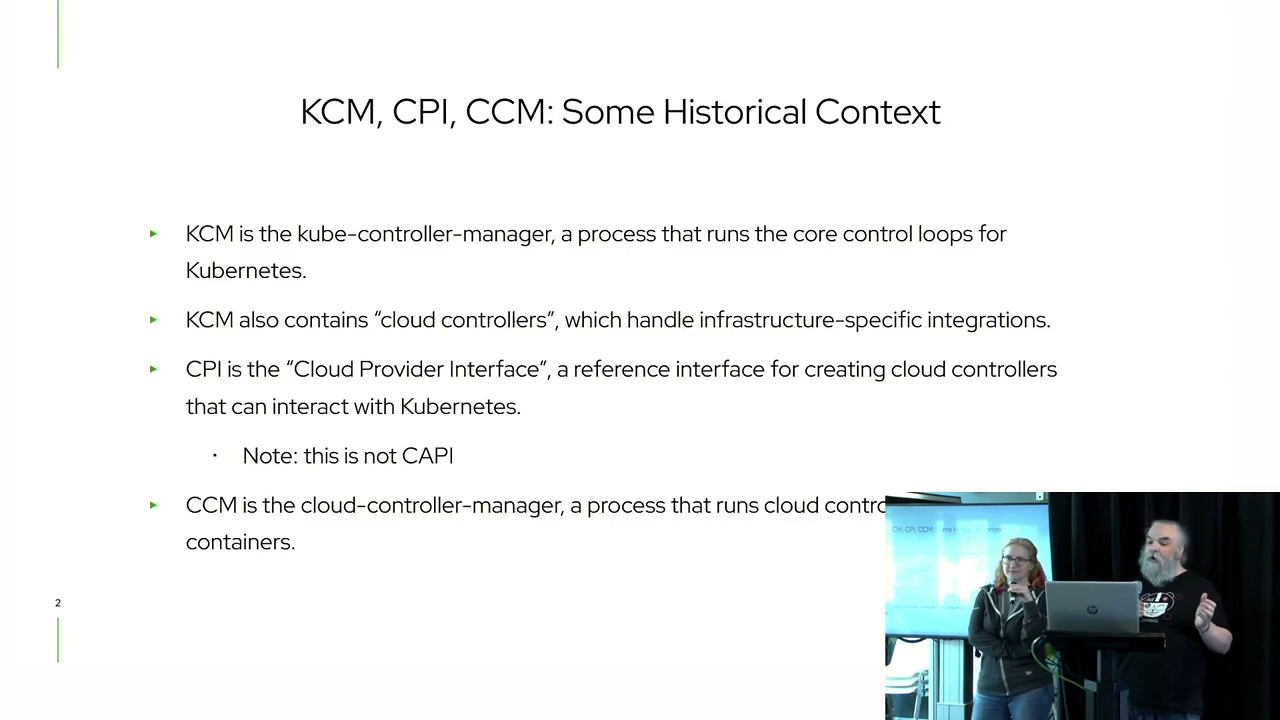 KCM, CPI, CCM: Some Historical Context
▸ KCM is the kube-controller-manager, a process that runs the core control loops for
Kubernetes.
▸ KCM also contains “cloud controllers”, which handle infrastructure-specific integrations.
▸ CPI is the “Cloud Provider Interface”, a reference interface for creating cloud controllers
that can interact with Kubernetes.
· Note: this is not CAPI
▸ CCM is the cloud-controller-manager, a process that runs cloud contro
containers.
2
hp